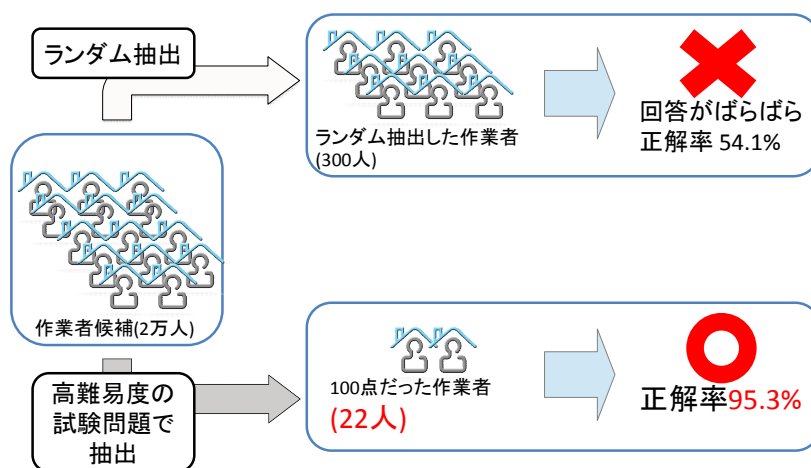 ランダム抽出
ランダム抽出した作業者
(300人)
回答がばらばら
正解率 54.1%
作業者候補(2万人)
高難易度の
試験問題で
抽出
100点だった作業者
(22人)
正解率95.3%